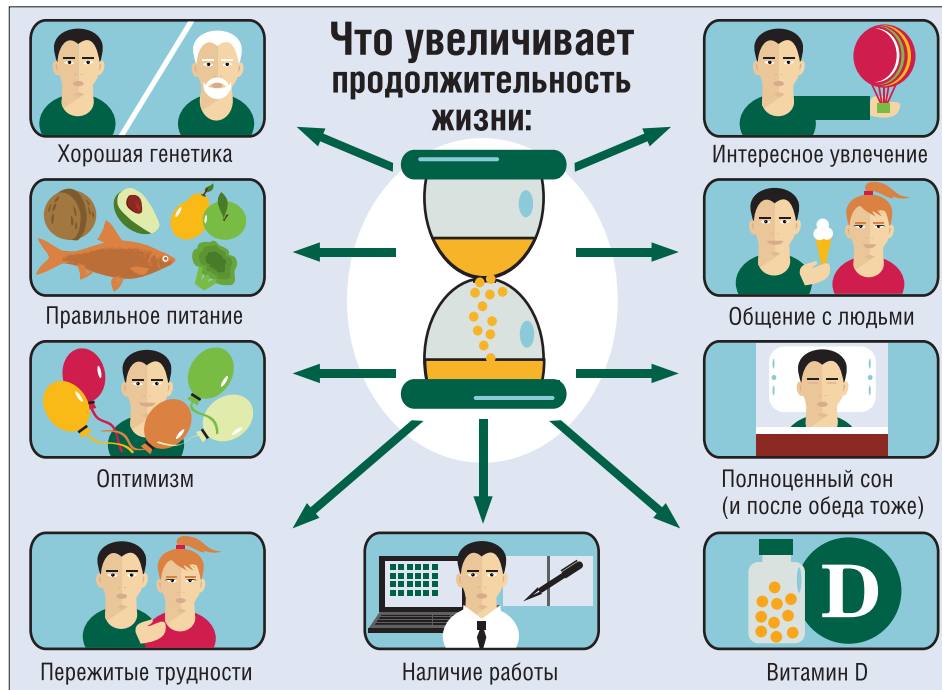 Что увеличивает
продолжительность
жизни:
Хорошая генетика
Интересное увлечение
Правильное питание
Общение с людьми
Оптимизм
Полноценный сон
(и после обеда тоже)
D
Пережитые трудности
Наличие работы
Витамин D